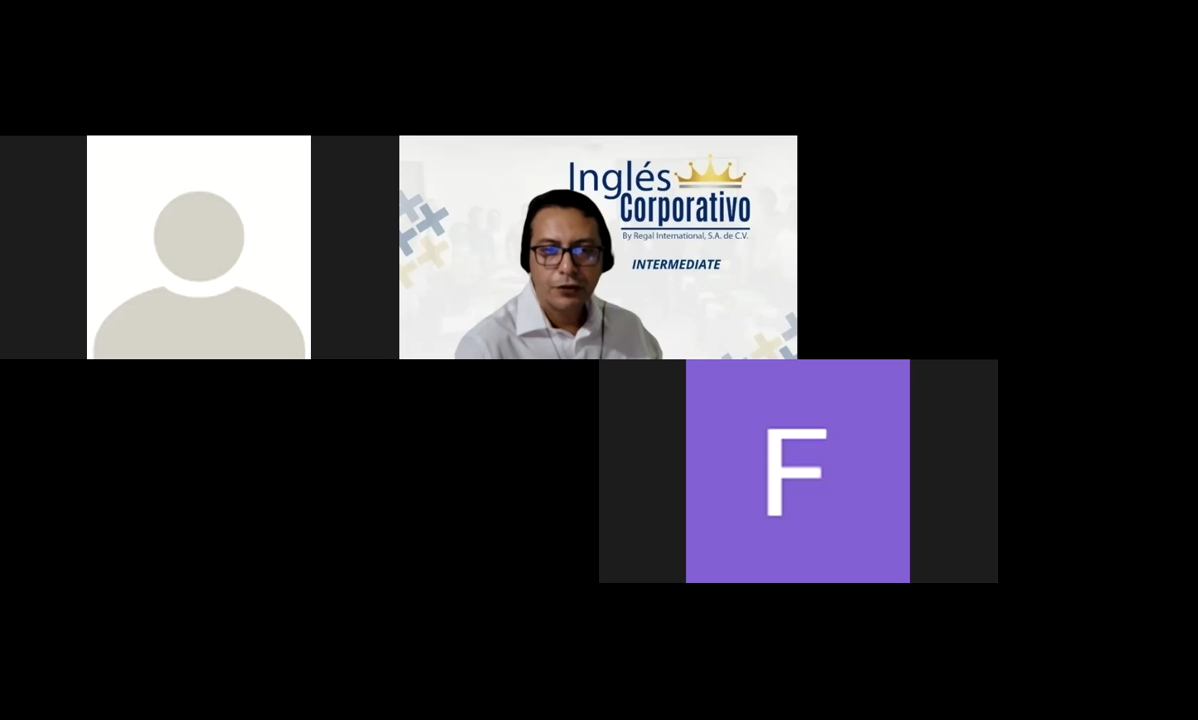 Inglés
Corporativo
By Regal International, S.A. de C.V.
INTERMEDIATE
F